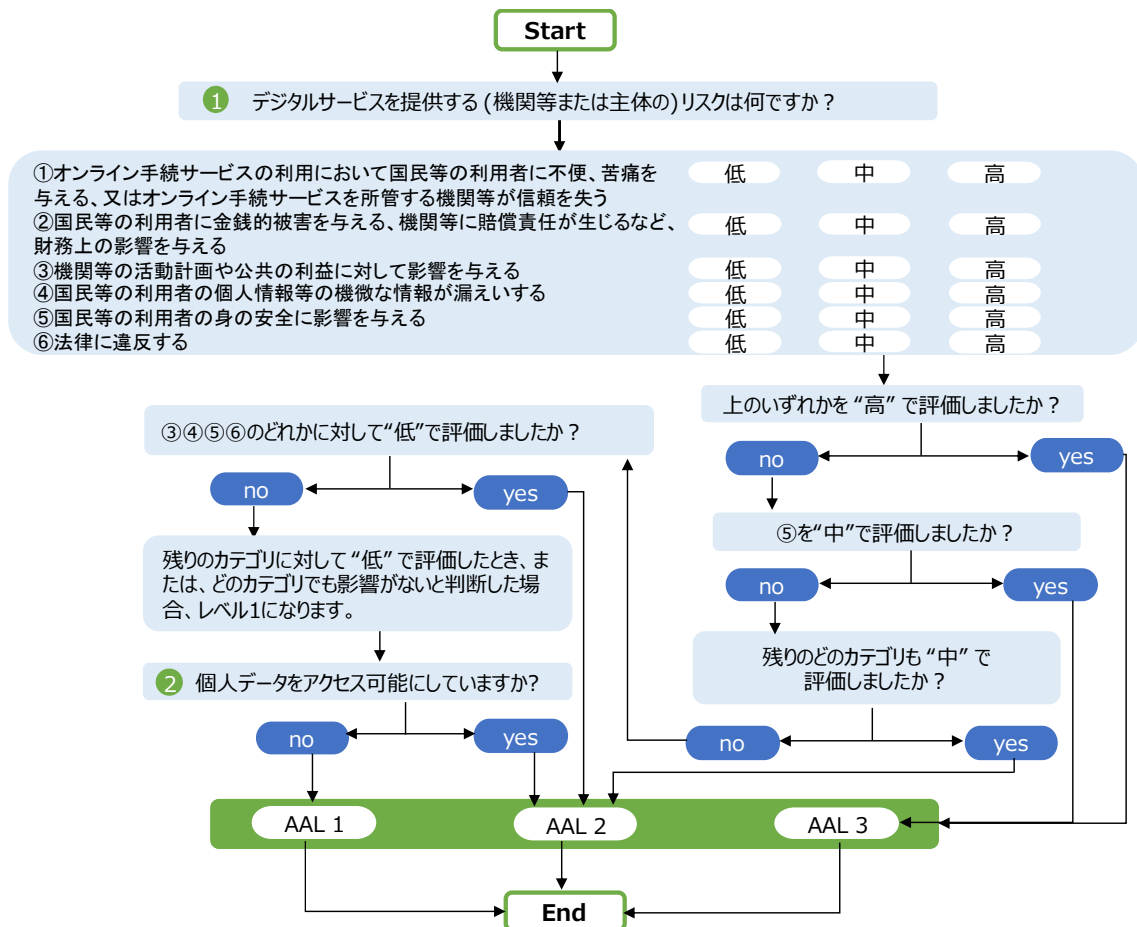 Start
1 デジタルサービスを提供する (機関等または主体の) リスクは何ですか？
①オンライン手続サービスの利用において国民等の利用者に不便、苦痛を
与える、又はオンライン手続サービスを所管する機関等が信頼を失う
低 中 高
②国民等の利用者に金銭的被害を与える、機関等に賠償責任が生じるなど、
財務上の影響を与える
低 中 高
③機関等の活動計画や公共の利益に対して影響を与える 低 中 高
④国民等の利用者の個人情報等の機微な情報が漏えいする 低 中 高
⑤国民等の利用者の身の安全に影響を与える 低 中 高
⑥法律に違反する 低 中 高
上のいずれかを “高” で評価しましたか？
no yes
⑤を“中”で評価しましたか？
no yes
残りのどのカテゴリも “中” で
評価しましたか？
no yes
③④⑤⑥のどれかに対して“低”で評価しましたか？
no yes
残りのカテゴリに対して “低” で評価したとき、ま
たは、どのカテゴリでも影響がないと判断した場
合、レベル1になります。
2 個人データをアクセス可能にしていますか?
no yes
AAL 1 AAL 2 AAL 3
End